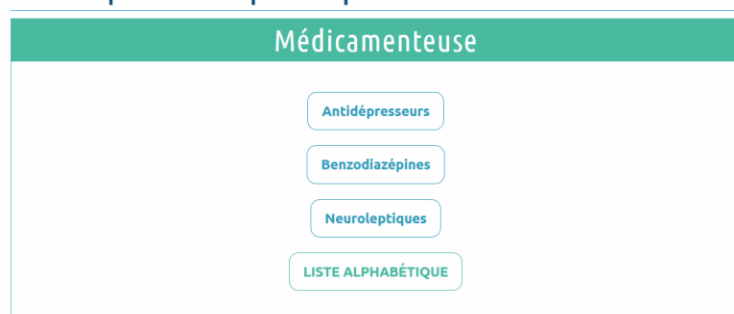 Médicamenteuse
Antidépresseurs
Benzodiazépines
Neuroleptiques
LISTE ALPHABÉTIQUE